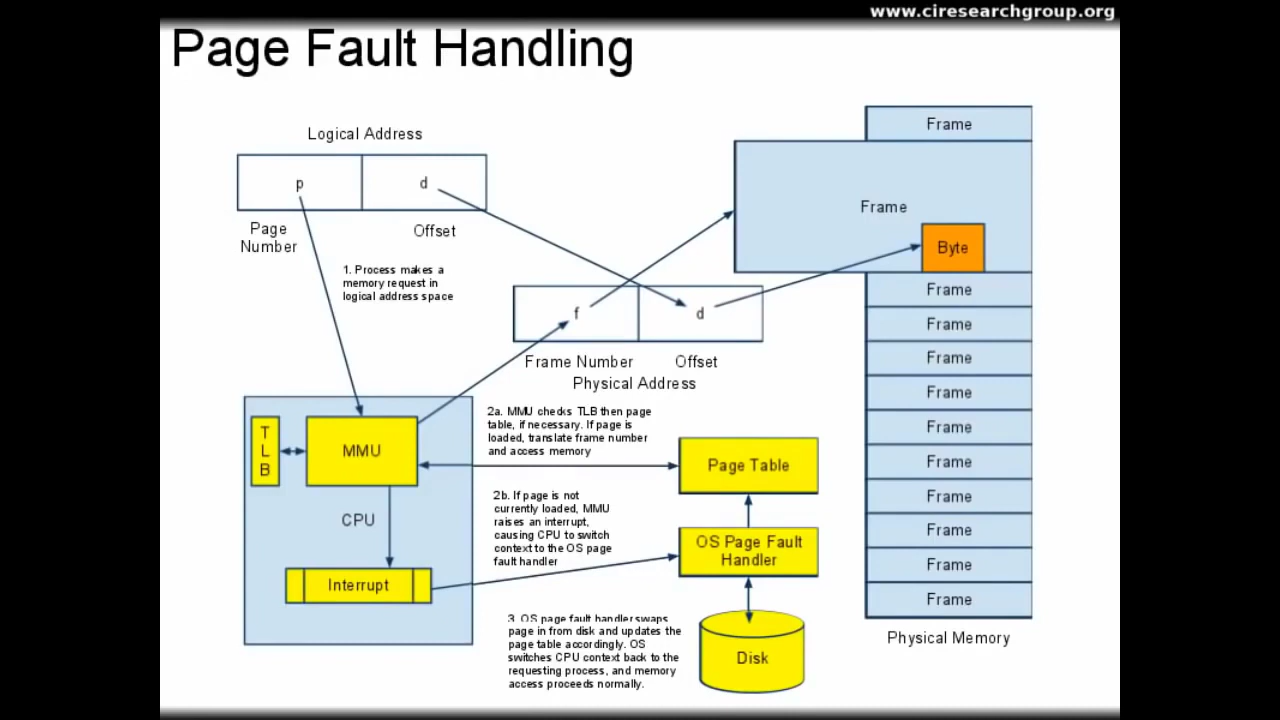 www.ciresearchgroup.org
Page Fault Handling
Logical Address
p
d
Page
Number
Offset
1. Process makes a
memory request in
logical address space
f
d
Frame Number
Offset
Physical Address
Frame
Frame
Byte
Frame
Frame
Frame
Frame
Frame
Frame
Frame
Frame
Frame
Frame
Physical Memory
T
L
B
MMU
CPU
Interrupt
2a. MMU checks TLB then page
table, if necessary. If page is
loaded, translate frame number
and access memory
Page Table
2b. If page is not
currently loaded, MMU
raises an interrupt,
causing CPU to switch
context to the OS page
fault handler
OS Page Fault
Handler
3. OS page fault handler swaps
page in from disk and updates the
page table accordingly. OS
switches CPU context back to the
requesting process, and memory
access proceeds normally.
Disk